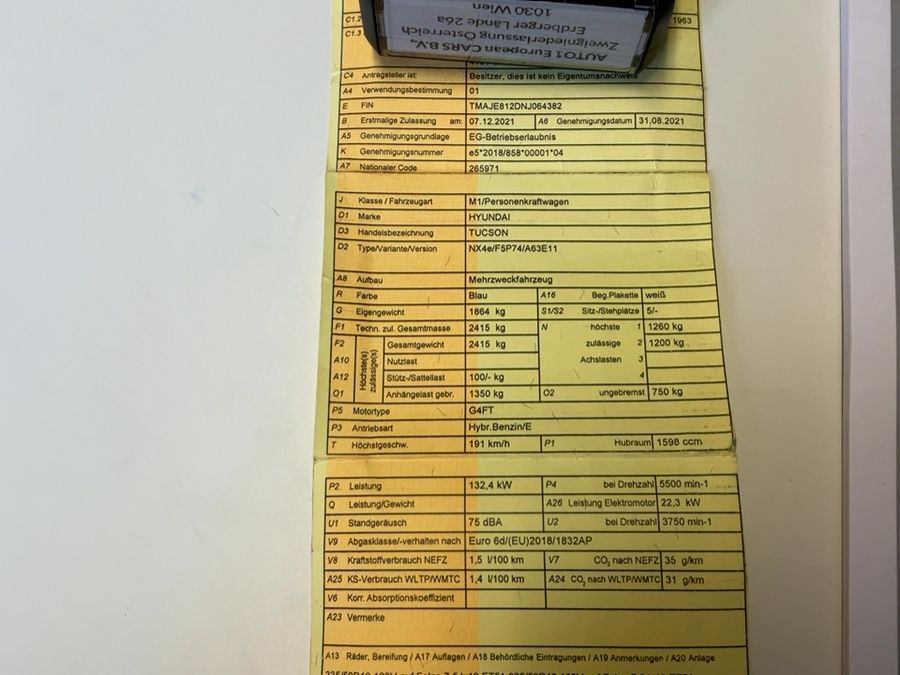 C1.2 1963
C1.3
AUTO1 European CARS B.V.,
Zweigniederlassung Österreich
Erdberger Lände 26a
1030 Wien
C4 Antragsteller ist: Besitzer, dies ist kein Eigentumsnachweis
A4 Verwendungsbestimmung 01
E FIN TMAJE812DNJ064382
B Erstmalige Zulassung am: 07.12.2021 A6 Genehmigungsdatum 31.08.2021
A5 Genehmigungsgrundlage EG-Betriebserlaubnis
K Genehmigungsnummer e5*2018/858*00001*04
A7 Nationaler Code 265971
J Klasse / Fahrzeugart M1/Personenkraftwagen
D1 Marke HYUNDAI
D3 Handelsbezeichnung TUCSON
D2 Type/Variante/Version NX4e/F5P74/A63E11
A8 Aufbau Mehrzweckfahrzeug
R Farbe Blau A16 Beg.Plakette weiß
G Eigengewicht 1864 kg S1/S2 Sitz-/Stehplätze 5/-
F1 Techn. zul. Gesamtmasse 2415 kg N höchste 1 1260 kg
F2 Höchste(s) zulässige(s) Gesamtgewicht 2415 kg zulässige 2 1200 kg
A10 Nutzlast Achslasten 3
A12 Stütz-/Sattellast 100/- kg 4
O1 Anhängelast gebr. 1350 kg O2 ungebremst 750 kg
P5 Motortype G4FT
P3 Antriebsart Hybr.Benzin/E
T Höchstgeschw. 191 km/h P1 Hubraum 1598 ccm
P2 Leistung 132,4 kW P4 bei Drehzahl 5500 min-1
Q Leistung/Gewicht A26 Leistung Elektromotor 22,3 kW
U1 Standgeräusch 75 dBA U2 bei Drehzahl 3750 min-1
V9 Abgasklasse/-verhalten nach Euro 6d/(EU)2018/1832AP
V8 Kraftstoffverbrauch NEFZ 1,5 l/100 km V7 CO2 nach NEFZ 35 g/km
A25 KS-Verbrauch WLTP/WMTC 1,4 l/100 km A24 CO2 nach WLTP/WMTC 31 g/km
V6 Korr. Absorptionskoeffizient
A23 Vermerke
A13 Räder, Bereifung / A17 Auflagen / A18 Behördliche Eintragungen / A19 Anmerkungen / A20 Anlage